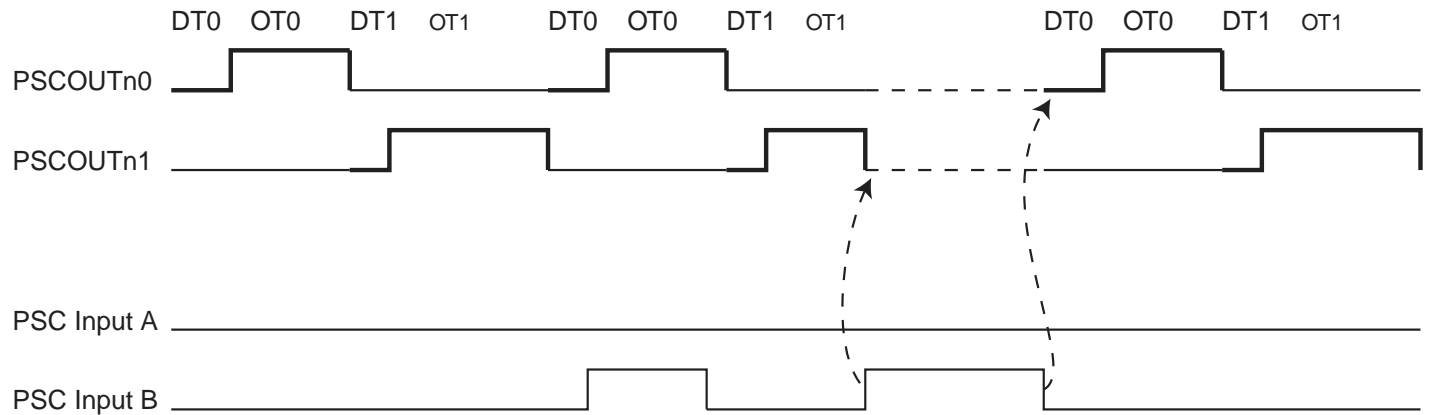 DT0 OT0 DT1 OT1 DT0 OT0 DT1 OT1 DT0 OT0 DT1 OT1
PSCOUTn0
PSCOUTn1
PSC Input A
PSC Input B